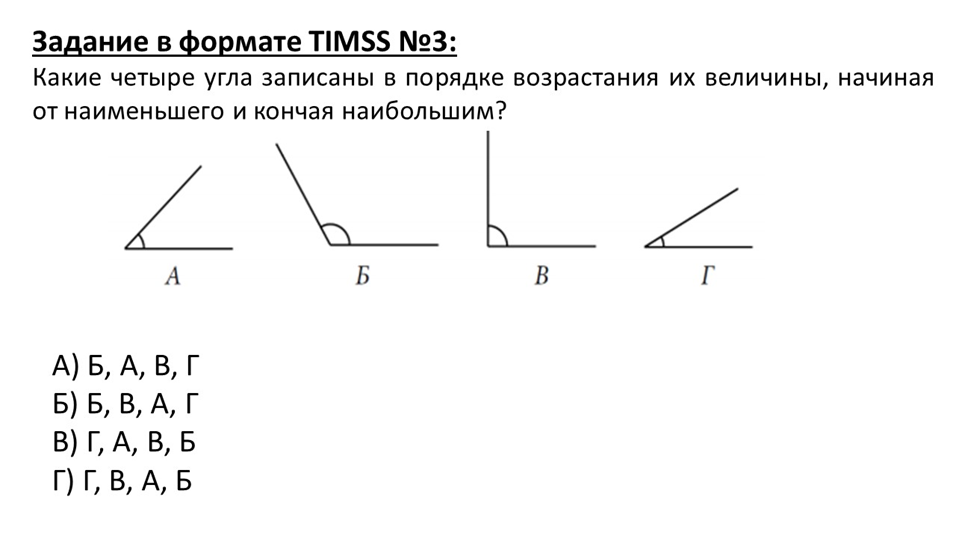 Задание в формате TIMSS №3:
Какие четыре угла записаны в порядке возрастания их величины, начиная
от наименьшего и кончая наибольшим?
А Б В Г
А) Б, А, В, Г
Б) Б, В, А, Г
В) Г, А, В, Б
Г) Г, В, А, Б